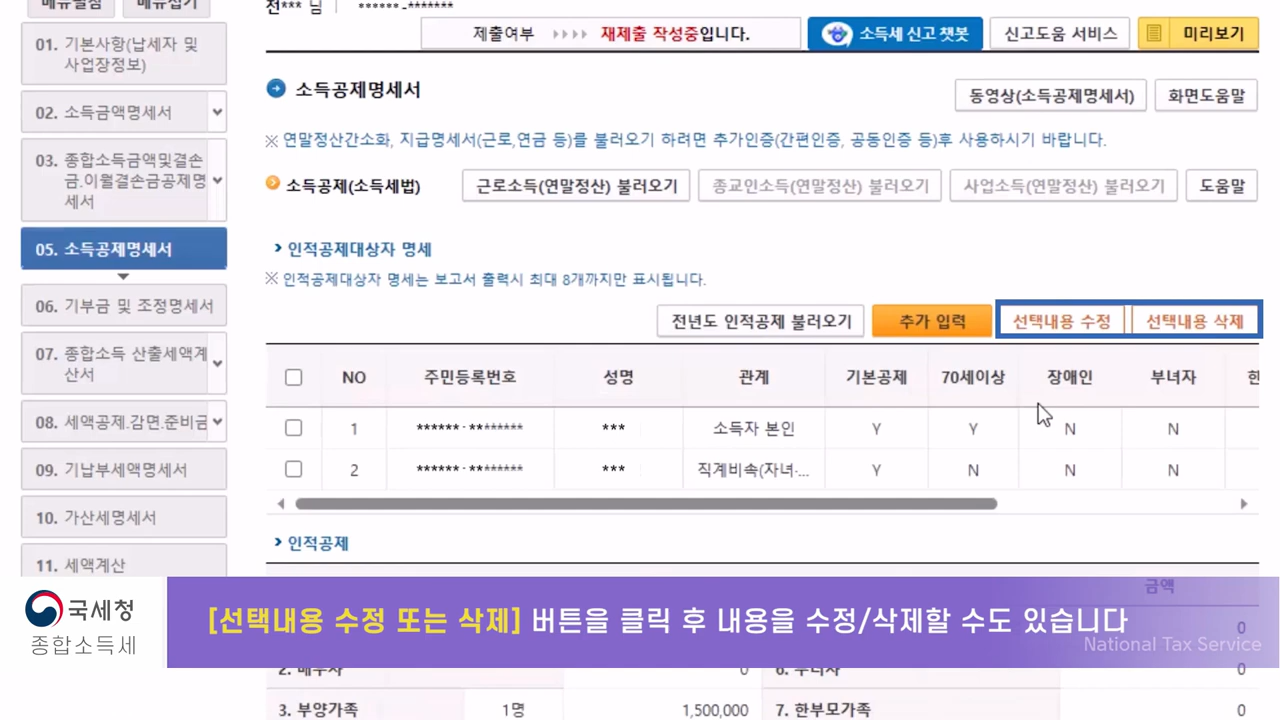 메뉴펼침 메뉴접기
전*** 님 | ******-*******
제출여부 재제출 작성중입니다. 소득세 신고 챗봇 신고도움 서비스 미리보기
01. 기본사항(납세자 및
사업장정보)
02. 소득금액명세서
03. 종합소득금액및결손
금.이월결손금공제명
세서
05. 소득공제명세서
06. 기부금 및 조정명세서
07. 종합소득 산출세액계
산서
08. 세액공제.감면.준비금
09. 기납부세액명세서
10. 가산세명세서
11. 세액계산
소득공제명세서 동영상(소득공제명세서) 화면도움말
※ 연말정산간소화, 지급명세서(근로,연금 등)를 불러오기 하려면 추가인증(간편인증, 공동인증 등)후 사용하시기 바랍니다.
소득공제(소득세법) 근로소득(연말정산) 불러오기 종교인소득(연말정산) 불러오기 사업소득(연말정산) 불러오기 도움말
인적공제대상자 명세
※ 인적공제대상자 명세는 보고서 출력시 최대 8개까지만 표시됩니다.
전년도 인적공제 불러오기 추가 입력 선택내용 수정 선택내용 삭제
NO 주민등록번호 성명 관계 기본공제 70세이상 장애인 부녀자 한
1 ******-******* *** 소득자 본인 Y Y N N
2 ******-******* *** 직계비속(자녀·... Y N N N
인적공제
금액
0
2. 배우자 0 6. 부녀자 0
3. 부양가족 1명 1,500,000 7. 한부모가족 0
국세청
종합소득세
[선택내용 수정 또는 삭제] 버튼을 클릭 후 내용을 수정/삭제할 수도 있습니다
National Tax Service